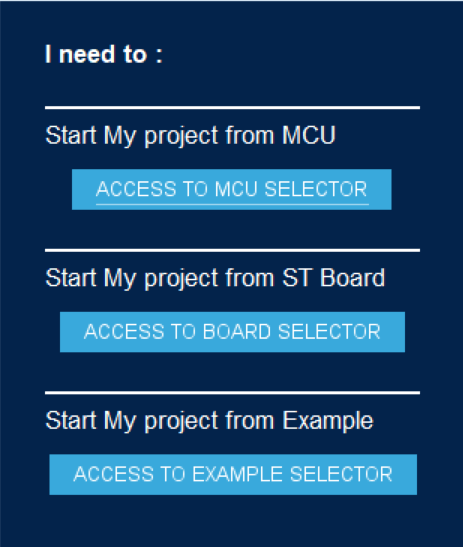 I need to :
Start My project from MCU
ACCESS TO MCU SELECTOR
Start My project from ST Board
ACCESS TO BOARD SELECTOR
Start My project from Example
ACCESS TO EXAMPLE SELECTOR